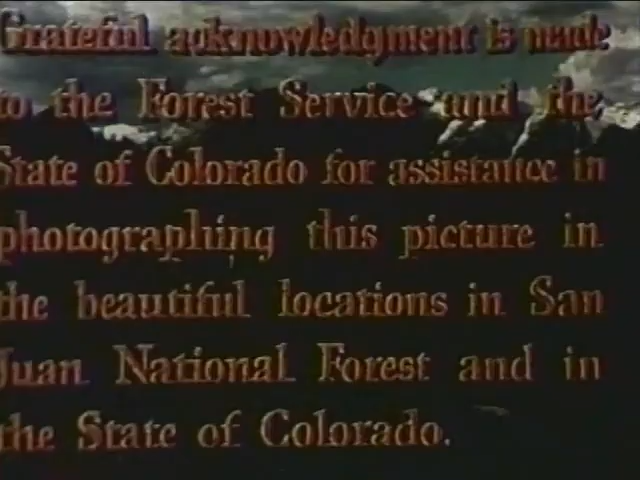 Grateful acknowledgment is made
to the Forest Service and the
State of Colorado for assistance in
photographing this picture in
the beautiful locations in San
Juan National Forest and in
the State of Colorado.